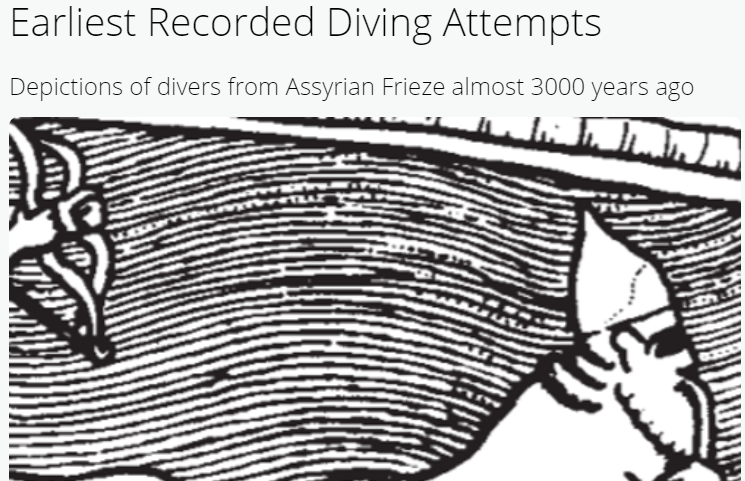 Earliest Recorded Diving Attempts
Depictions of divers from Assyrian Frieze almost 3000 years ago